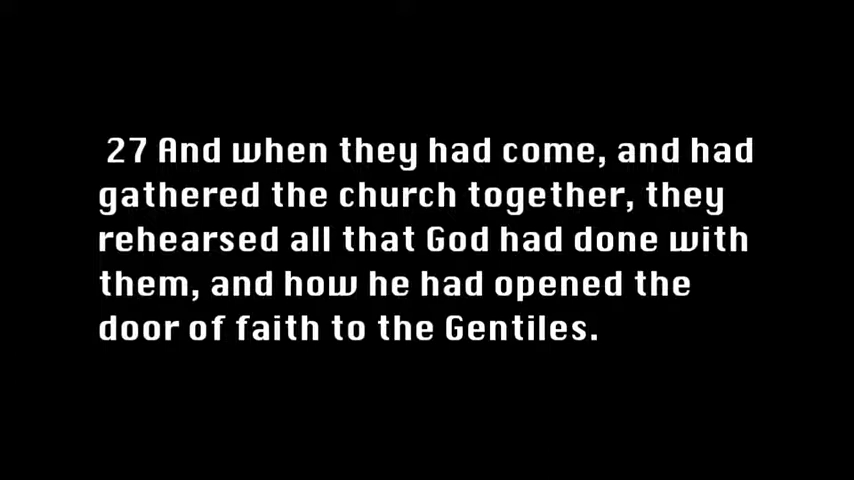 27 And when they had come, and had
gathered the church together, they
rehearsed all that God had done with
them, and how he had opened the
door of faith to the Gentiles.